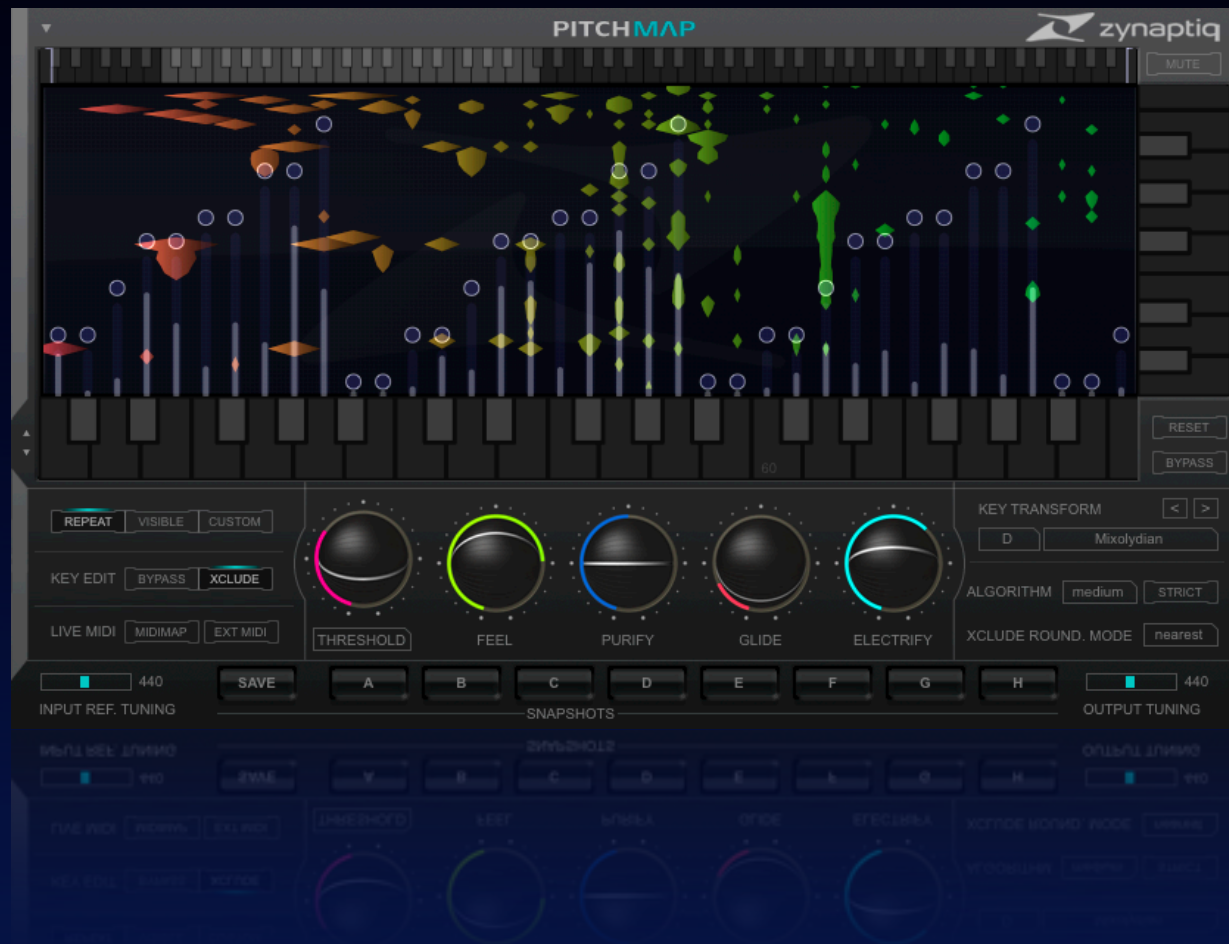 PITCHMAP
zynaptiq
MUTE
60
RESET
BYPASS
REPEAT VISIBLE CUSTOM
KEY EDIT BYPASS XCLUDE
LIVE MIDI MIDIMAP EXT MIDI
THRESHOLD FEEL PURIFY GLIDE ELECTRIFY
KEY TRANSFORM < >
D Mixolydian
ALGORITHM medium STRICT
XCLUDE ROUND. MODE nearest
440 SAVE A B C D E F G H 440
INPUT REF. TUNING SNAPSHOTS OUTPUT TUNING